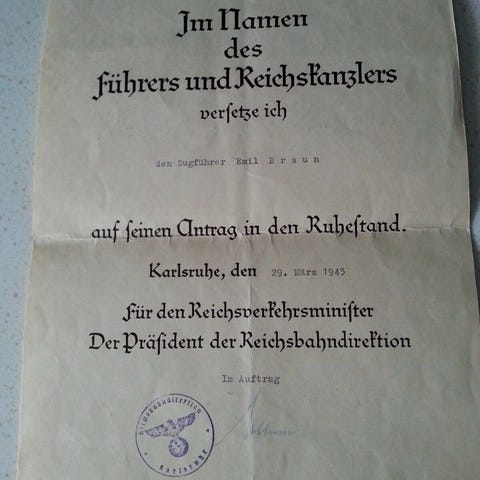 Im Namen
des
Führers und Reichskanzlers
versetze ich
den Zugführer Emil B r a u n
auf seinen Antrag in den Ruhestand.
Karlsruhe, den 29. März 1943
Für den Reichsverkehrsminister
Der Präsident der Reichsbahndirektion
Im Auftrag
Reichsbahndirektion
Karlsruhe